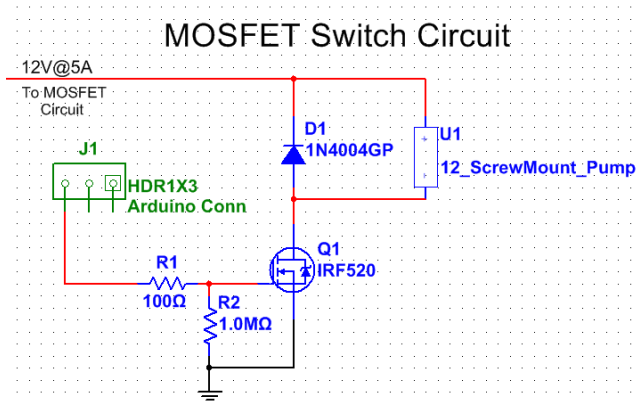 MOSFET Switch Circuit
12V@5A
To MOSFET
Circuit
D1
1N4004GP
U1
12_ScrewMount_Pump
J1
HDR1X3
Arduino Conn
Q1
IRF520
R1
100Ω
R2
1.0MΩ